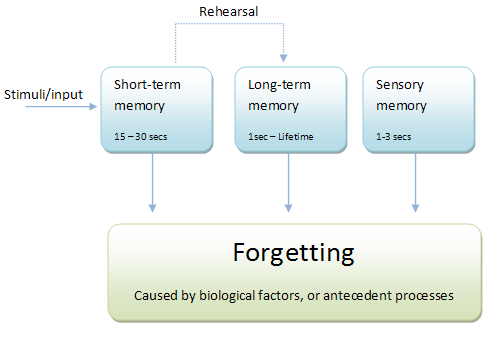 Rehearsal
Stimuli/input
Short-term
memory
15 – 30 secs
Long-term
memory
1sec – Lifetime
Sensory
memory
1-3 secs
Forgetting
Caused by biological factors, or antecedent processes